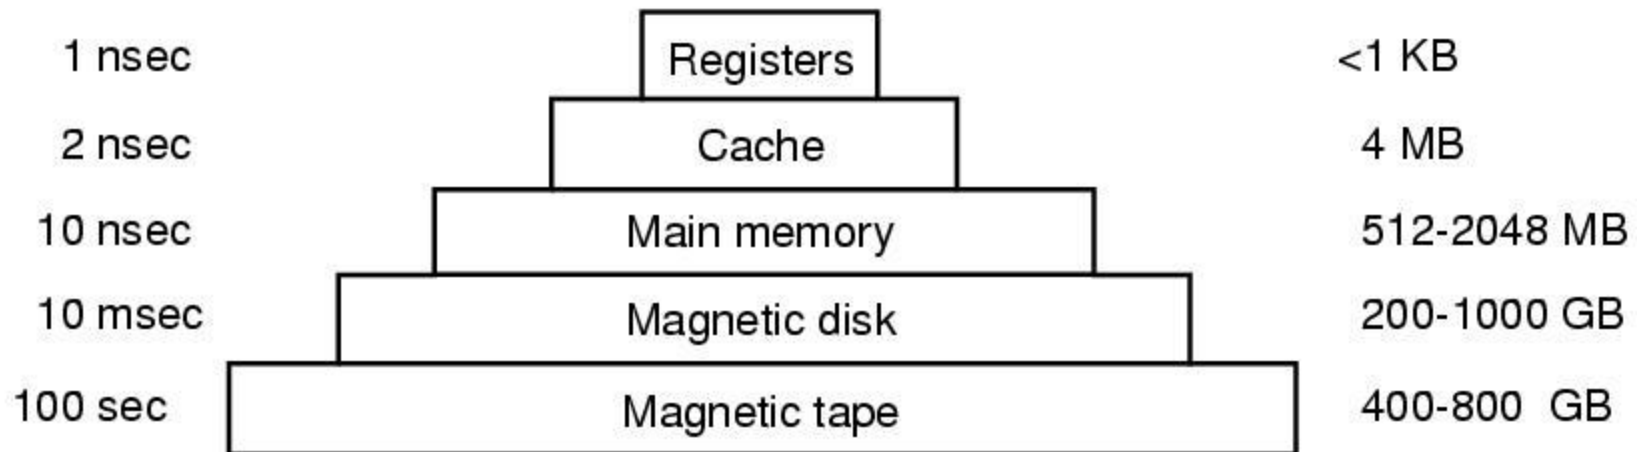 1 nsec Registers <1 KB
2 nsec Cache 4 MB
10 nsec Main memory 512-2048 MB
10 msec Magnetic disk 200-1000 GB
100 sec Magnetic tape 400-800 GB